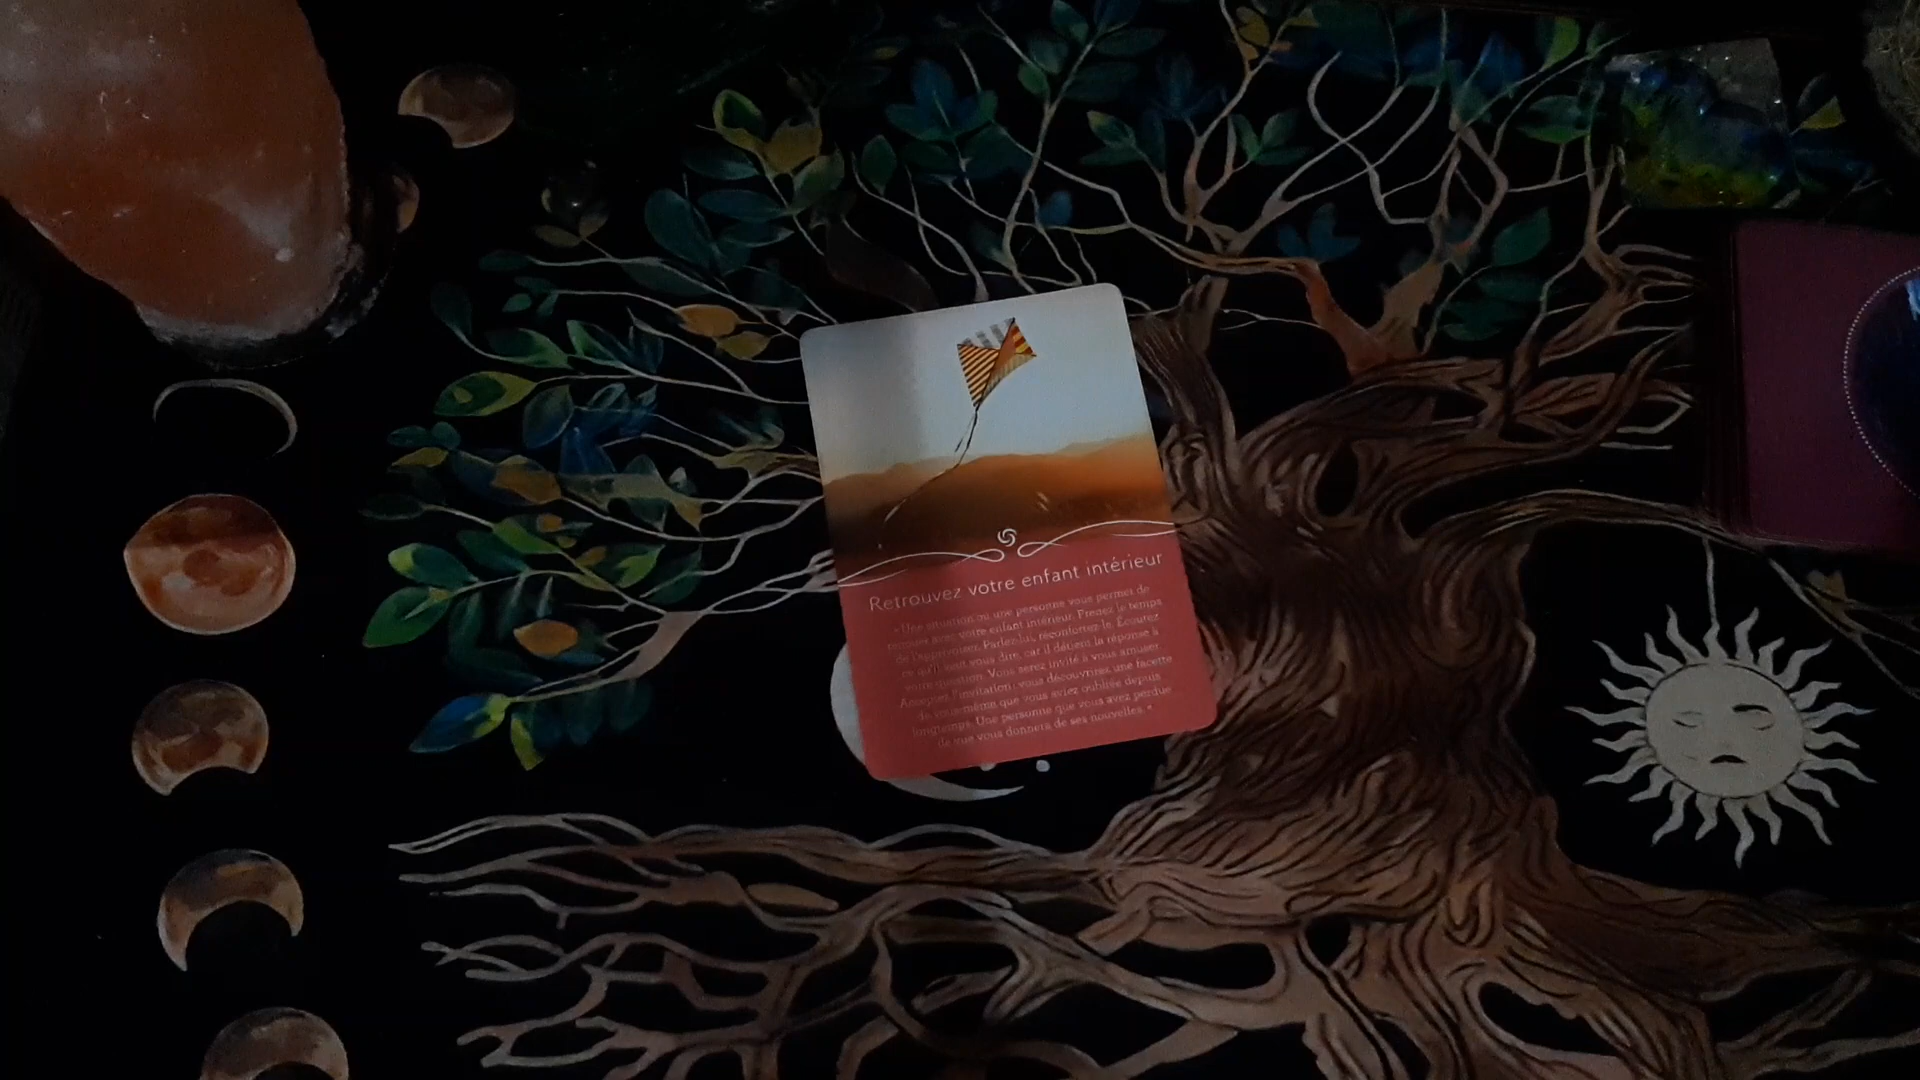 Retrouvez votre enfant intérieur
« Une situation ou une personne vous permet de
renouer avec votre enfant intérieur. Prenez le temps
de l'apprivoiser. Parlez-lui, réconfortez-le. Écoutez
ce qu'il veut vous dire, car il détient la réponse à
votre question. Vous serez invité à vous amuser.
Acceptez l'invitation : vous découvrirez une facette
de vous-même que vous aviez oubliée depuis
longtemps. Une personne que vous avez perdue
de vue vous donnera de ses nouvelles. »